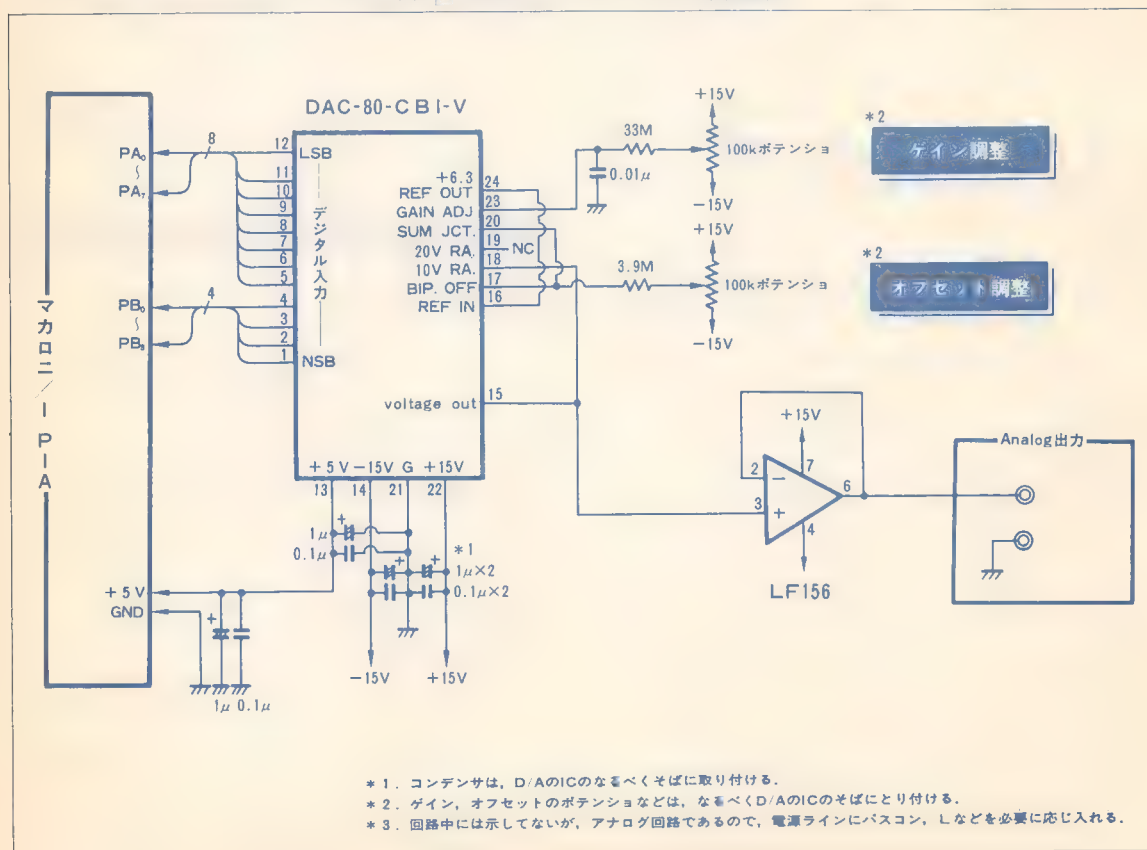 DAC-80-CBI-V
マカロニ/I PIA
PA₀
~
PA₇
8
PB₀
~
PB₃
4
+5V
GND
12
11
10
9
8
7
6
5
4
3
2
1
LSB
デジタル入力
NSB
+6.3
REF OUT
GAIN ADJ
SUM JCT.
20V RA.
10V RA.
BIP. OFF
REF IN
24
23
20
19
NC
18
17
16
voltage out
15
+5V -15V G +15V
13 14 21 22
33M
0.01μ
+15V
100kポテンショ
-15V
*2
ゲイン調整
3.9M
+15V
100kポテンショ
-15V
*2
オフセット調整
1μ
+
0.1μ
+
+
*1
1μ×2
0.1μ×2
-15V
+15V
+
1μ 0.1μ
+15V
2
−
3
+
7
6
4
LF156
Analog出力
*1. コンデンサは,D/AのICのなるべくそばに取り付ける.
*2. ゲイン,オフセットのポテンショなどは,なるべくD/AのICのそばにとり付ける.
*3. 回路中には示してないが,アナログ回路であるので,電源ラインにパスコン,Lなどを必要に応じ入れる.